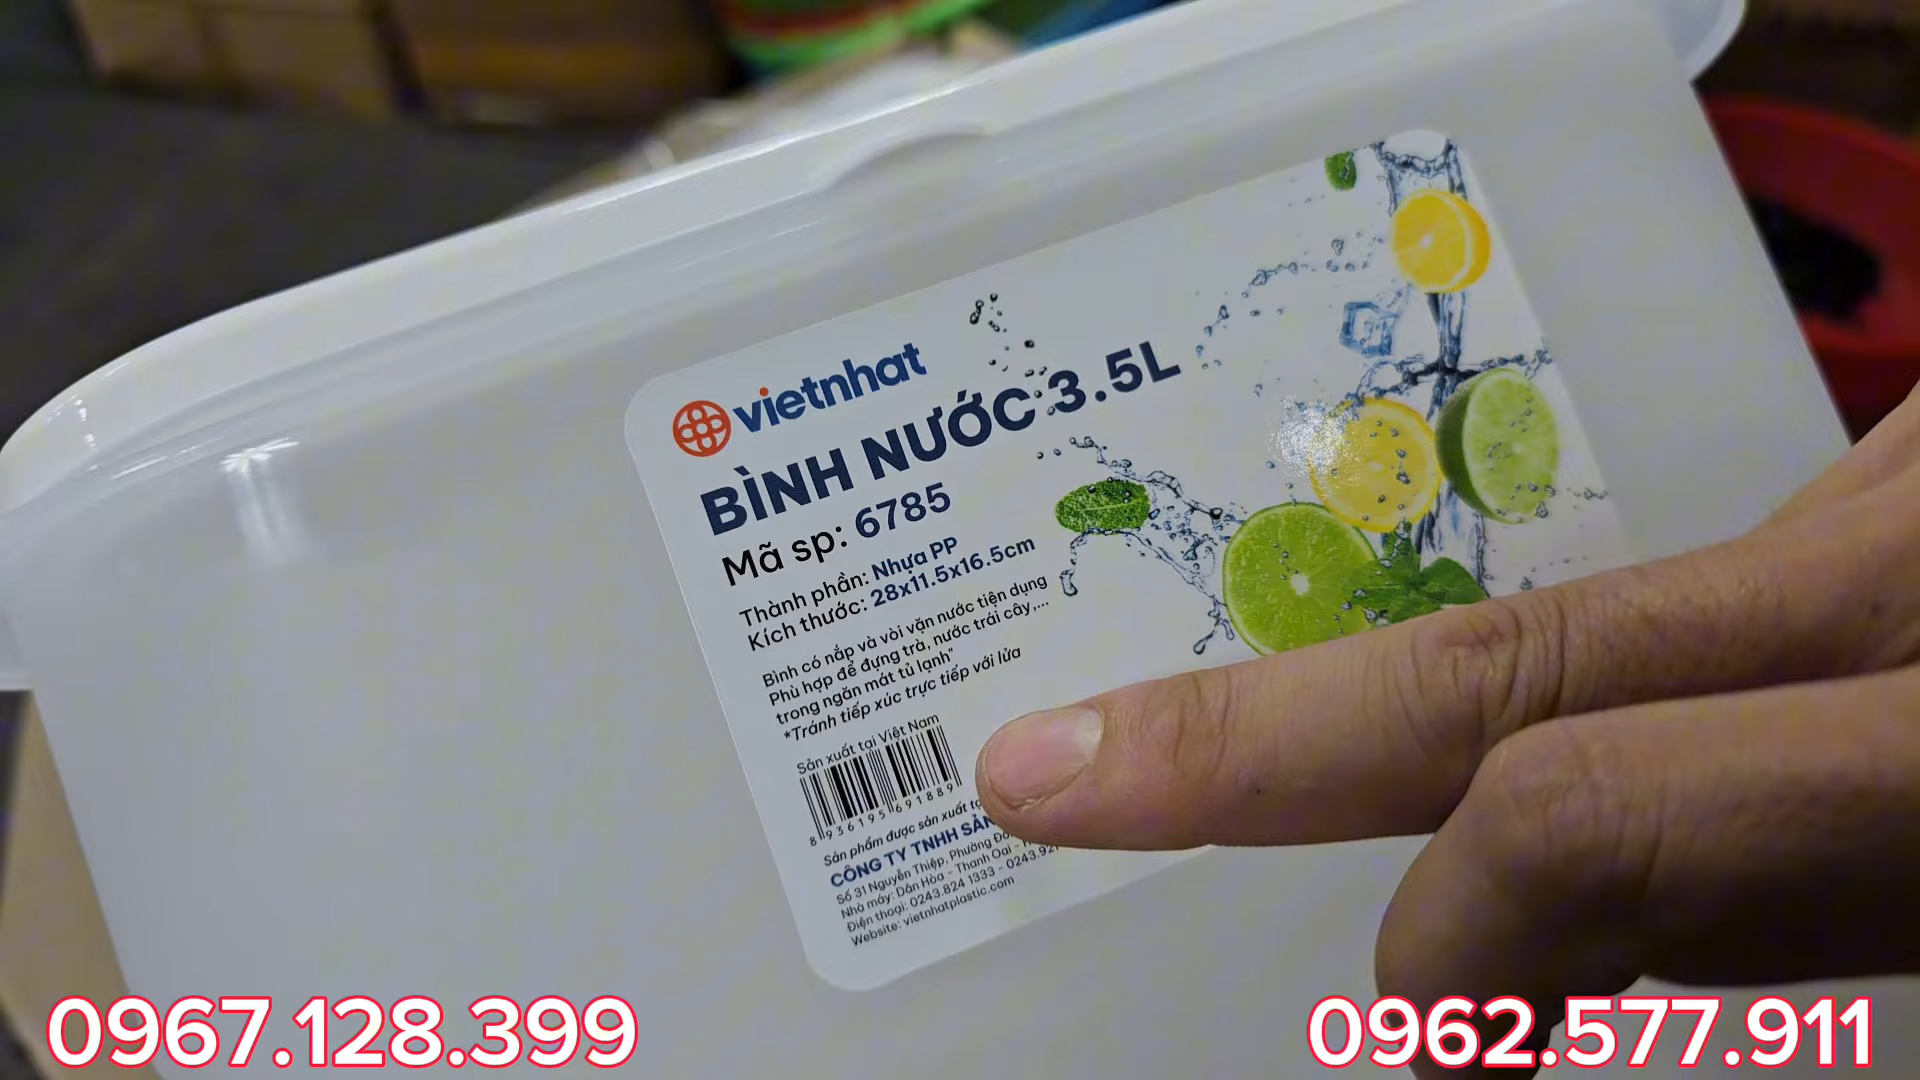 vietnhat
BÌNH NƯỚC 3.5L
Mã sp: 6785
Thành phần: Nhựa PP
Kích thước: 28x11.5x16.5cm
Bình có nắp và vòi vặn nước tiện dụng
Phù hợp để đựng trà, nước trái cây,...
trong ngăn mát tủ lạnh"
*Tránh tiếp xúc trực tiếp với lửa
Sản xuất tại Việt Nam
8 936195 691889
Sản phẩm được sản xuất
CÔNG TY TNHH SẢN
Số 31 Nguyễn Thiệp, Phường
Nhà máy: Dân Hòa - Thanh Oai -
Điện thoại: 0243.824 1333 - 0243.92
Website: vietnhatplastic.com
0967.128.399
0962.577.911